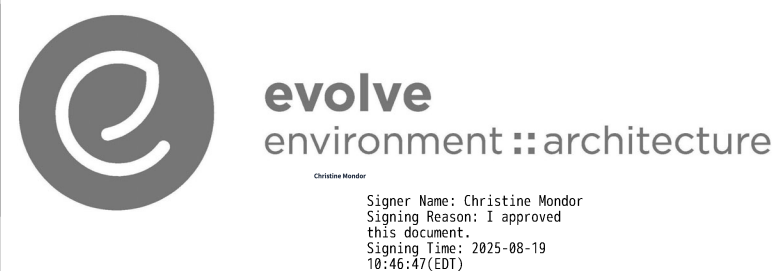 evolve
environment :: architecture
Christine Mondor
Signer Name: Christine Mondor
Signing Reason: I approved
this document.
Signing Time: 2025-08-19
10:46:47(EDT)